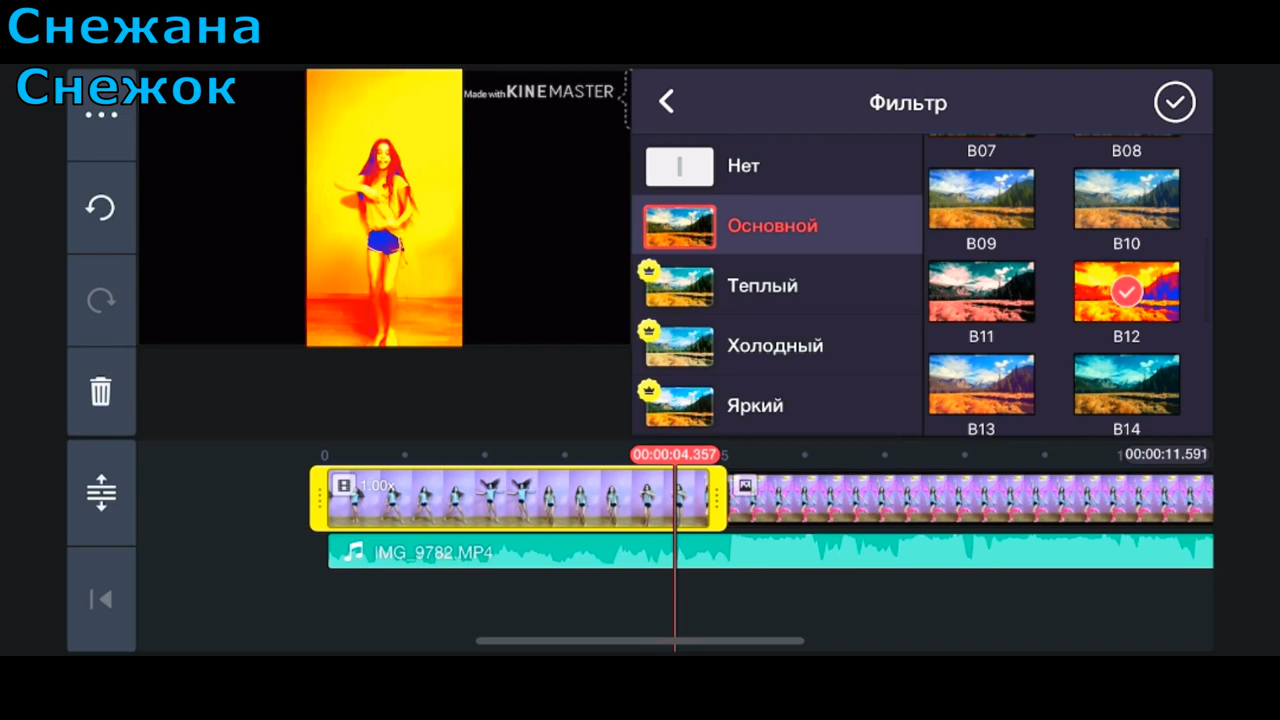 Снежана
Снежок
Made with KINEMASTER
Фильтр
Нет
Основной
Теплый
Холодный
Яркий
B07
B08
B09
B10
B11
B12
B13
B14
0
00:00:04.357
5
00:00:11.591
1.00x
IMG_9782.MP4